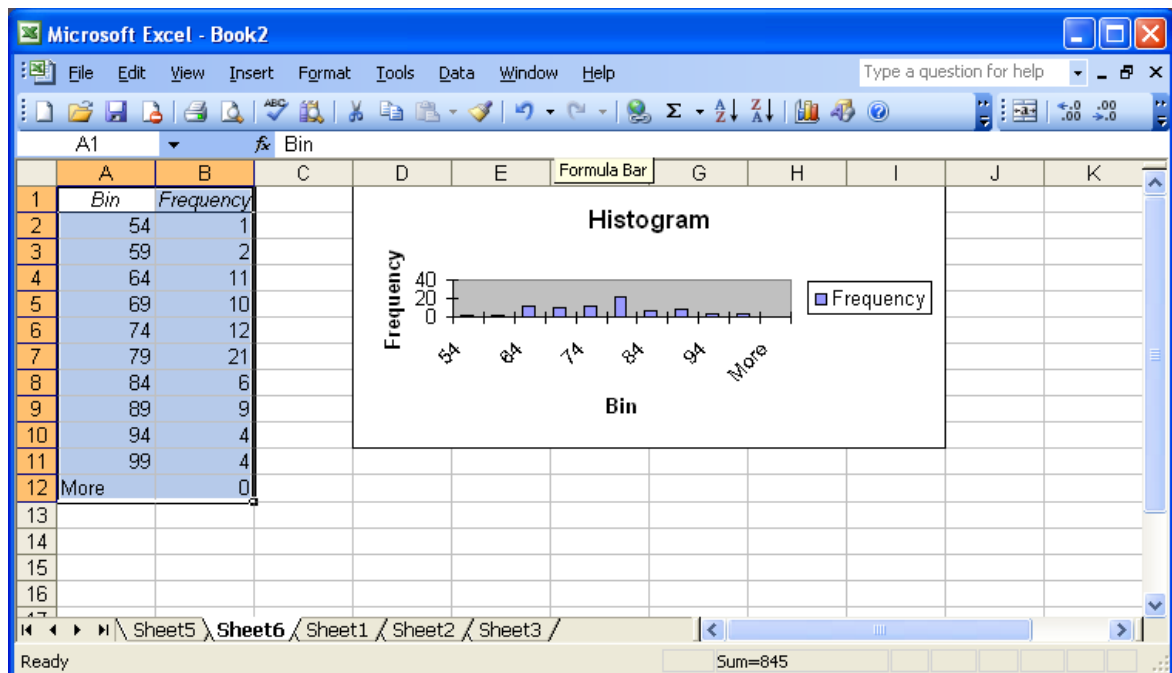 Microsoft Excel - Book2
File Edit View Insert Format Tools Data Window Help Type a question for help
A1 fx Bin
Formula Bar
A B C D E G H I J K
1 Bin Frequency
2 54 1
3 59 2
4 64 11
5 69 10
6 74 12
7 79 21
8 84 6
9 89 9
10 94 4
11 99 4
12 More 0
13
14
15
16
Histogram
Frequency
40
20
0
54 64 74 84 94 More
Bin
Frequency
Sheet5 Sheet6 Sheet1 Sheet2 Sheet3
Ready Sum=845